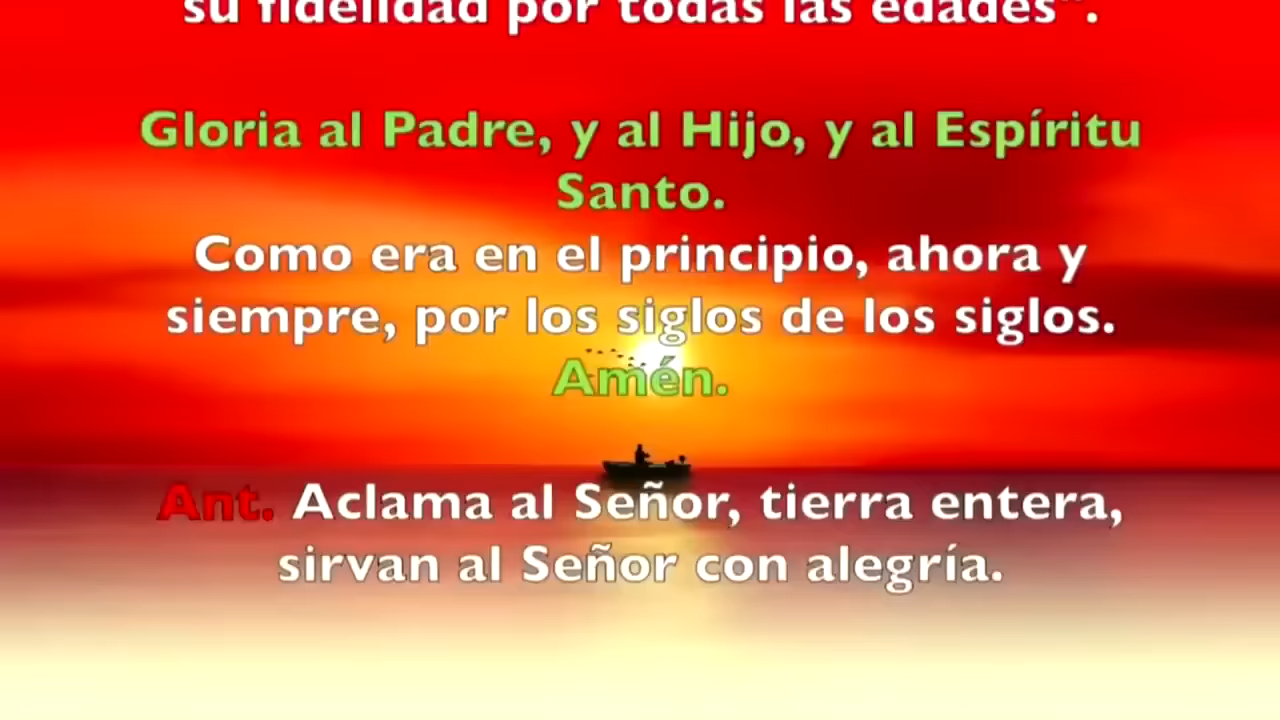 su fidelidad por todas las edades".
Gloria al Padre, y al Hijo, y al Espíritu
Santo.
Como era en el principio, ahora y
siempre, por los siglos de los siglos.
Amén.
Ant. Aclama al Señor, tierra entera,
sirvan al Señor con alegría.